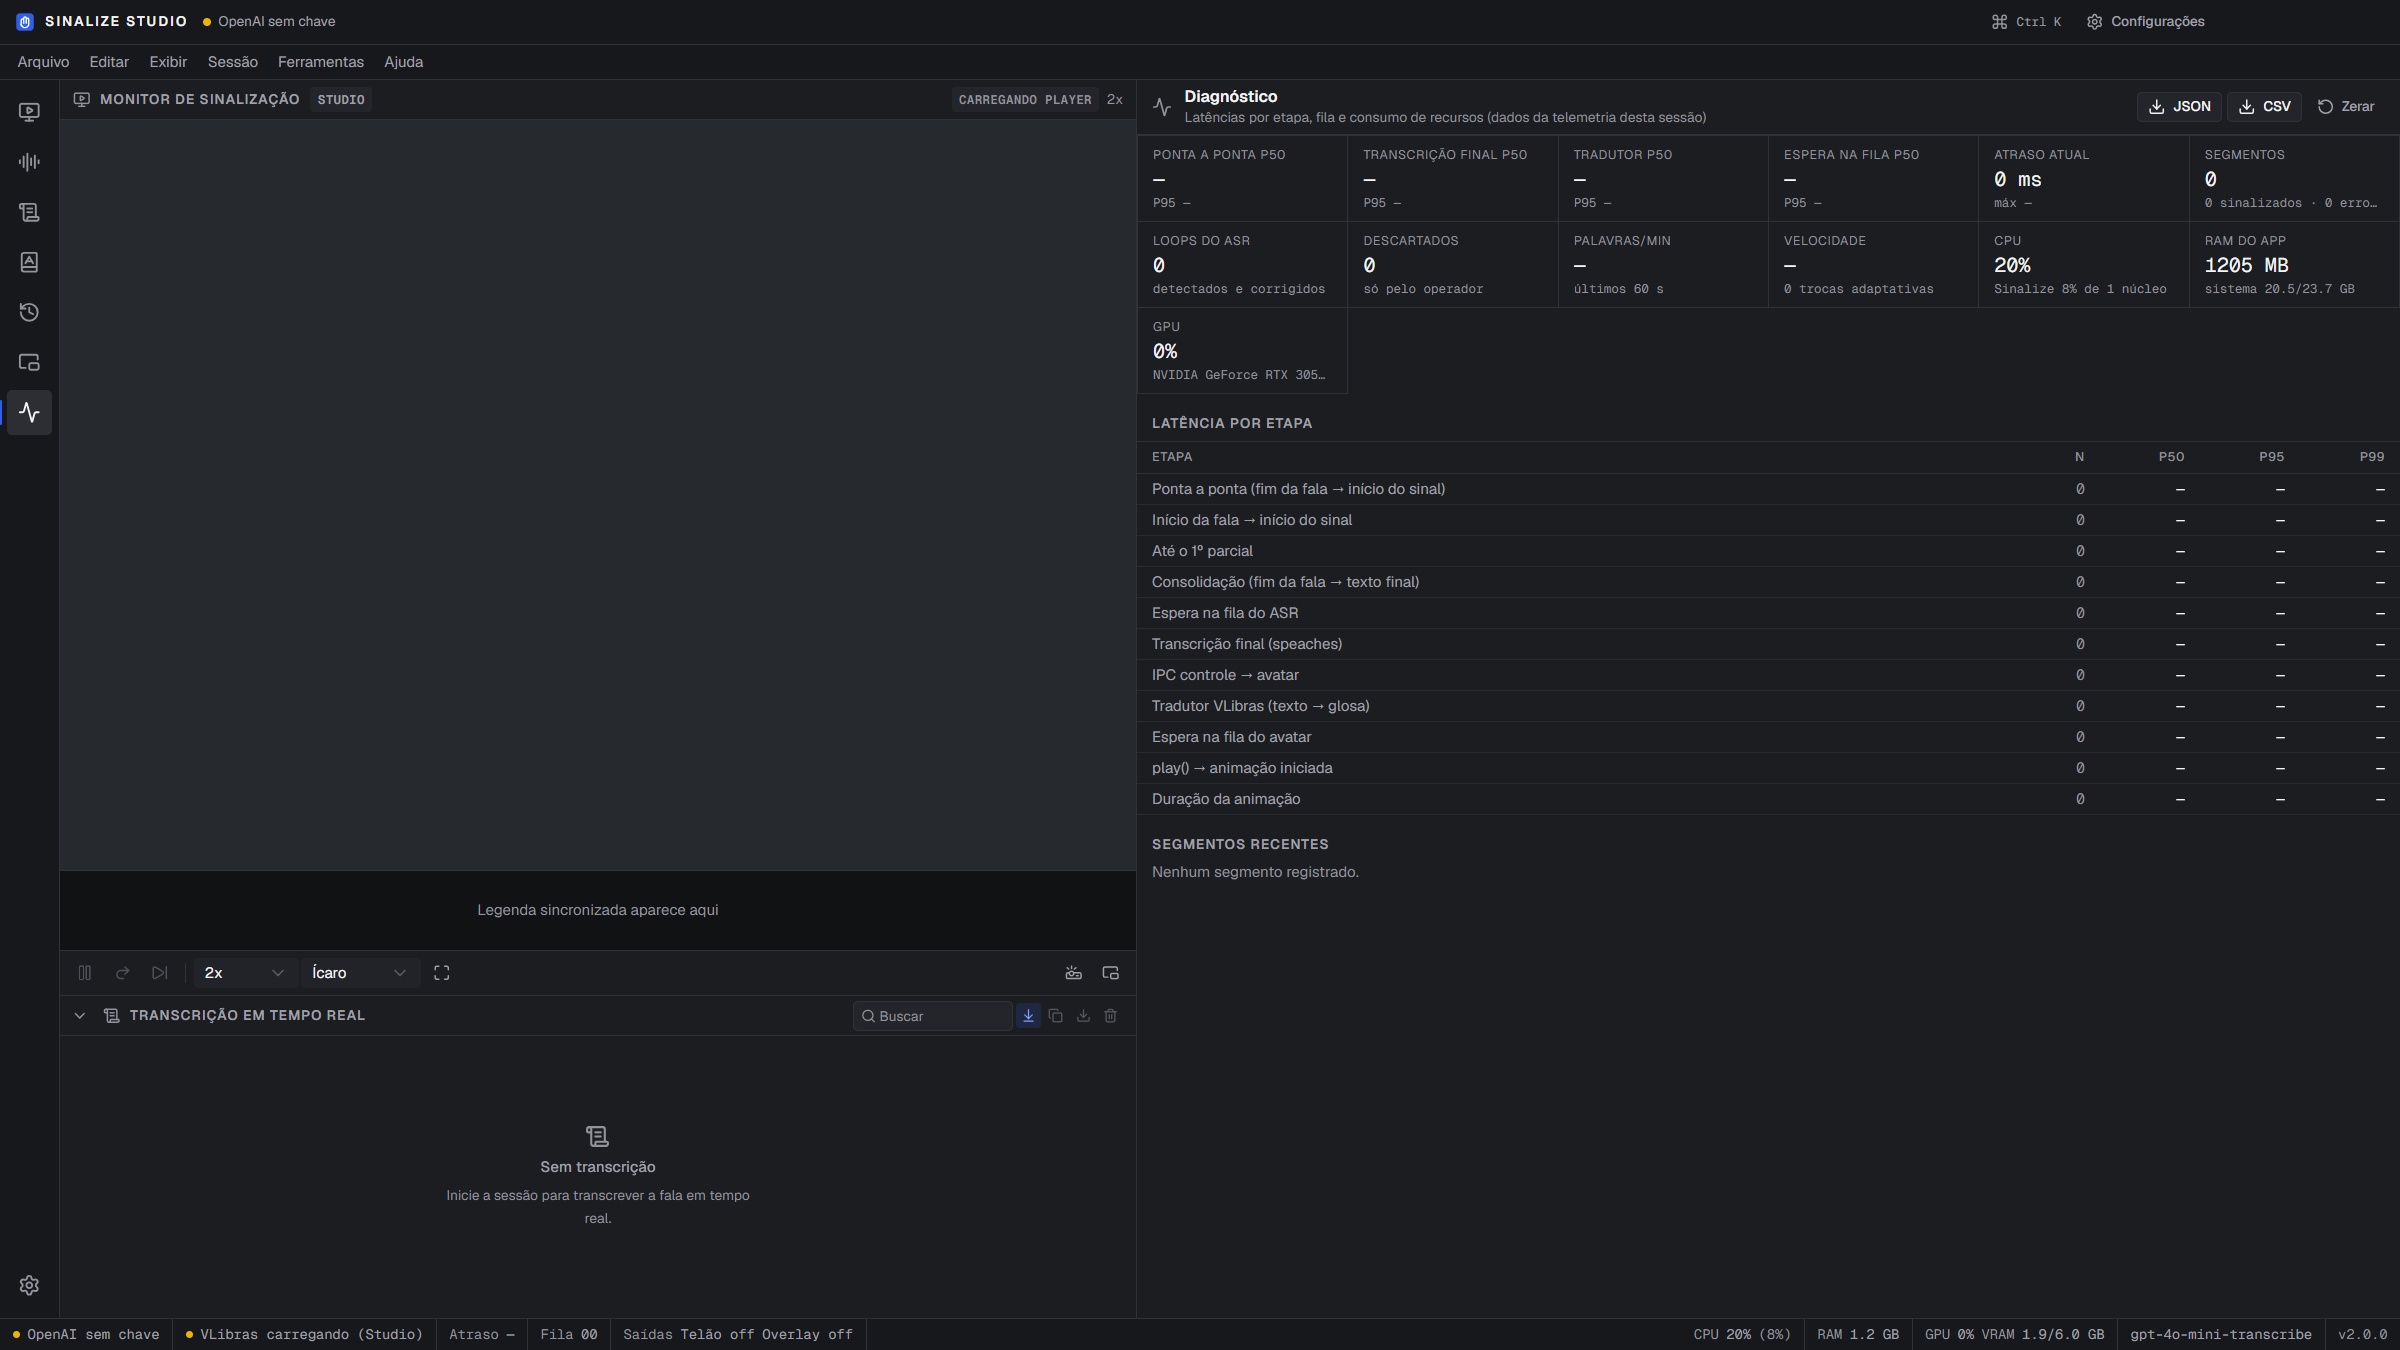 SINALIZE STUDIO OpenAI sem chave Ctrl K Configurações
Arquivo Editar Exibir Sessão Ferramentas Ajuda
MONITOR DE SINALIZAÇÃO STUDIO CARREGANDO PLAYER 2x
Legenda sincronizada aparece aqui
2x Ícaro
TRANSCRIÇÃO EM TEMPO REAL Buscar
Sem transcrição
Inicie a sessão para transcrever a fala em tempo
real.
Diagnóstico
Latências por etapa, fila e consumo de recursos (dados da telemetria desta sessão)
JSON CSV Zerar
PONTA A PONTA P50 TRANSCRIÇÃO FINAL P50 TRADUTOR P50 ESPERA NA FILA P50 ATRASO ATUAL SEGMENTOS
— — — — 0 ms 0
P95 — P95 — P95 — P95 — máx — 0 sinalizados · 0 erro…
LOOPS DO ASR DESCARTADOS PALAVRAS/MIN VELOCIDADE CPU RAM DO APP
0 0 — — 20% 1205 MB
detectados e corrigidos só pelo operador últimos 60 s 0 trocas adaptativas Sinalize 8% de 1 núcleo sistema 20.5/23.7 GB
GPU
0%
NVIDIA GeForce RTX 305…
LATÊNCIA POR ETAPA
ETAPA N P50 P95 P99
Ponta a ponta (fim da fala → início do sinal) 0 — — —
Início da fala → início do sinal 0 — — —
Até o 1º parcial 0 — — —
Consolidação (fim da fala → texto final) 0 — — —
Espera na fila do ASR 0 — — —
Transcrição final (speaches) 0 — — —
IPC controle → avatar 0 — — —
Tradutor VLibras (texto → glosa) 0 — — —
Espera na fila do avatar 0 — — —
play() → animação iniciada 0 — — —
Duração da animação 0 — — —
SEGMENTOS RECENTES
Nenhum segmento registrado.
OpenAI sem chave VLibras carregando (Studio) Atraso — Fila 00 Saídas Telão off Overlay off CPU 20% (8%) RAM 1.2 GB GPU 0% VRAM 1.9/6.0 GB gpt-4o-mini-transcribe v2.0.0